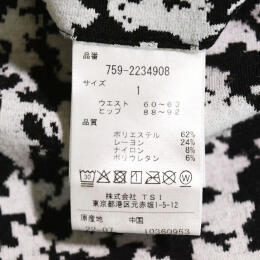 品番
759-2234908
サイズ
1
ウエスト 60~63
ヒップ 88~92
品質
ポリエステル 62%
レーヨン 24%
ナイロン 8%
ポリウレタン 6%
株式会社 TSI
東京都港区元赤坂1-5-12
原産地 中国
22-07 10360953